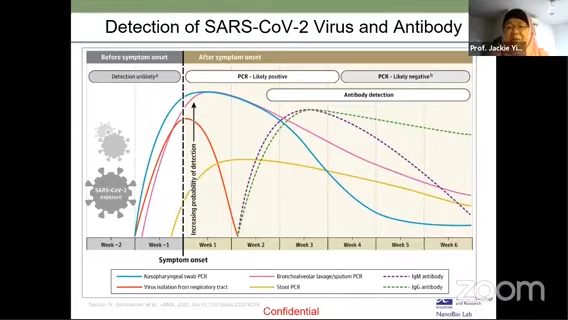 Detection of SARS-CoV-2 Virus and Antibody
Prof. Jackie Yi...
Before symptom onset
After symptom onset
Detection unlikelyᵃ
PCR - Likely positive
PCR - Likely negativeᵇ
Antibody detection
SARS-CoV-2
exposure
Increasing probability of detection
Week −2
Week −1
Week 1
Week 2
Week 3
Week 4
Week 5
Week 6
Symptom onset
Nasopharyngeal swab PCR
Bronchoalveolar lavage/sputum PCR
IgM antibody
Virus isolation from respiratory tract
Stool PCR
IgG antibody
Confidential
NanoBio Lab
zoom